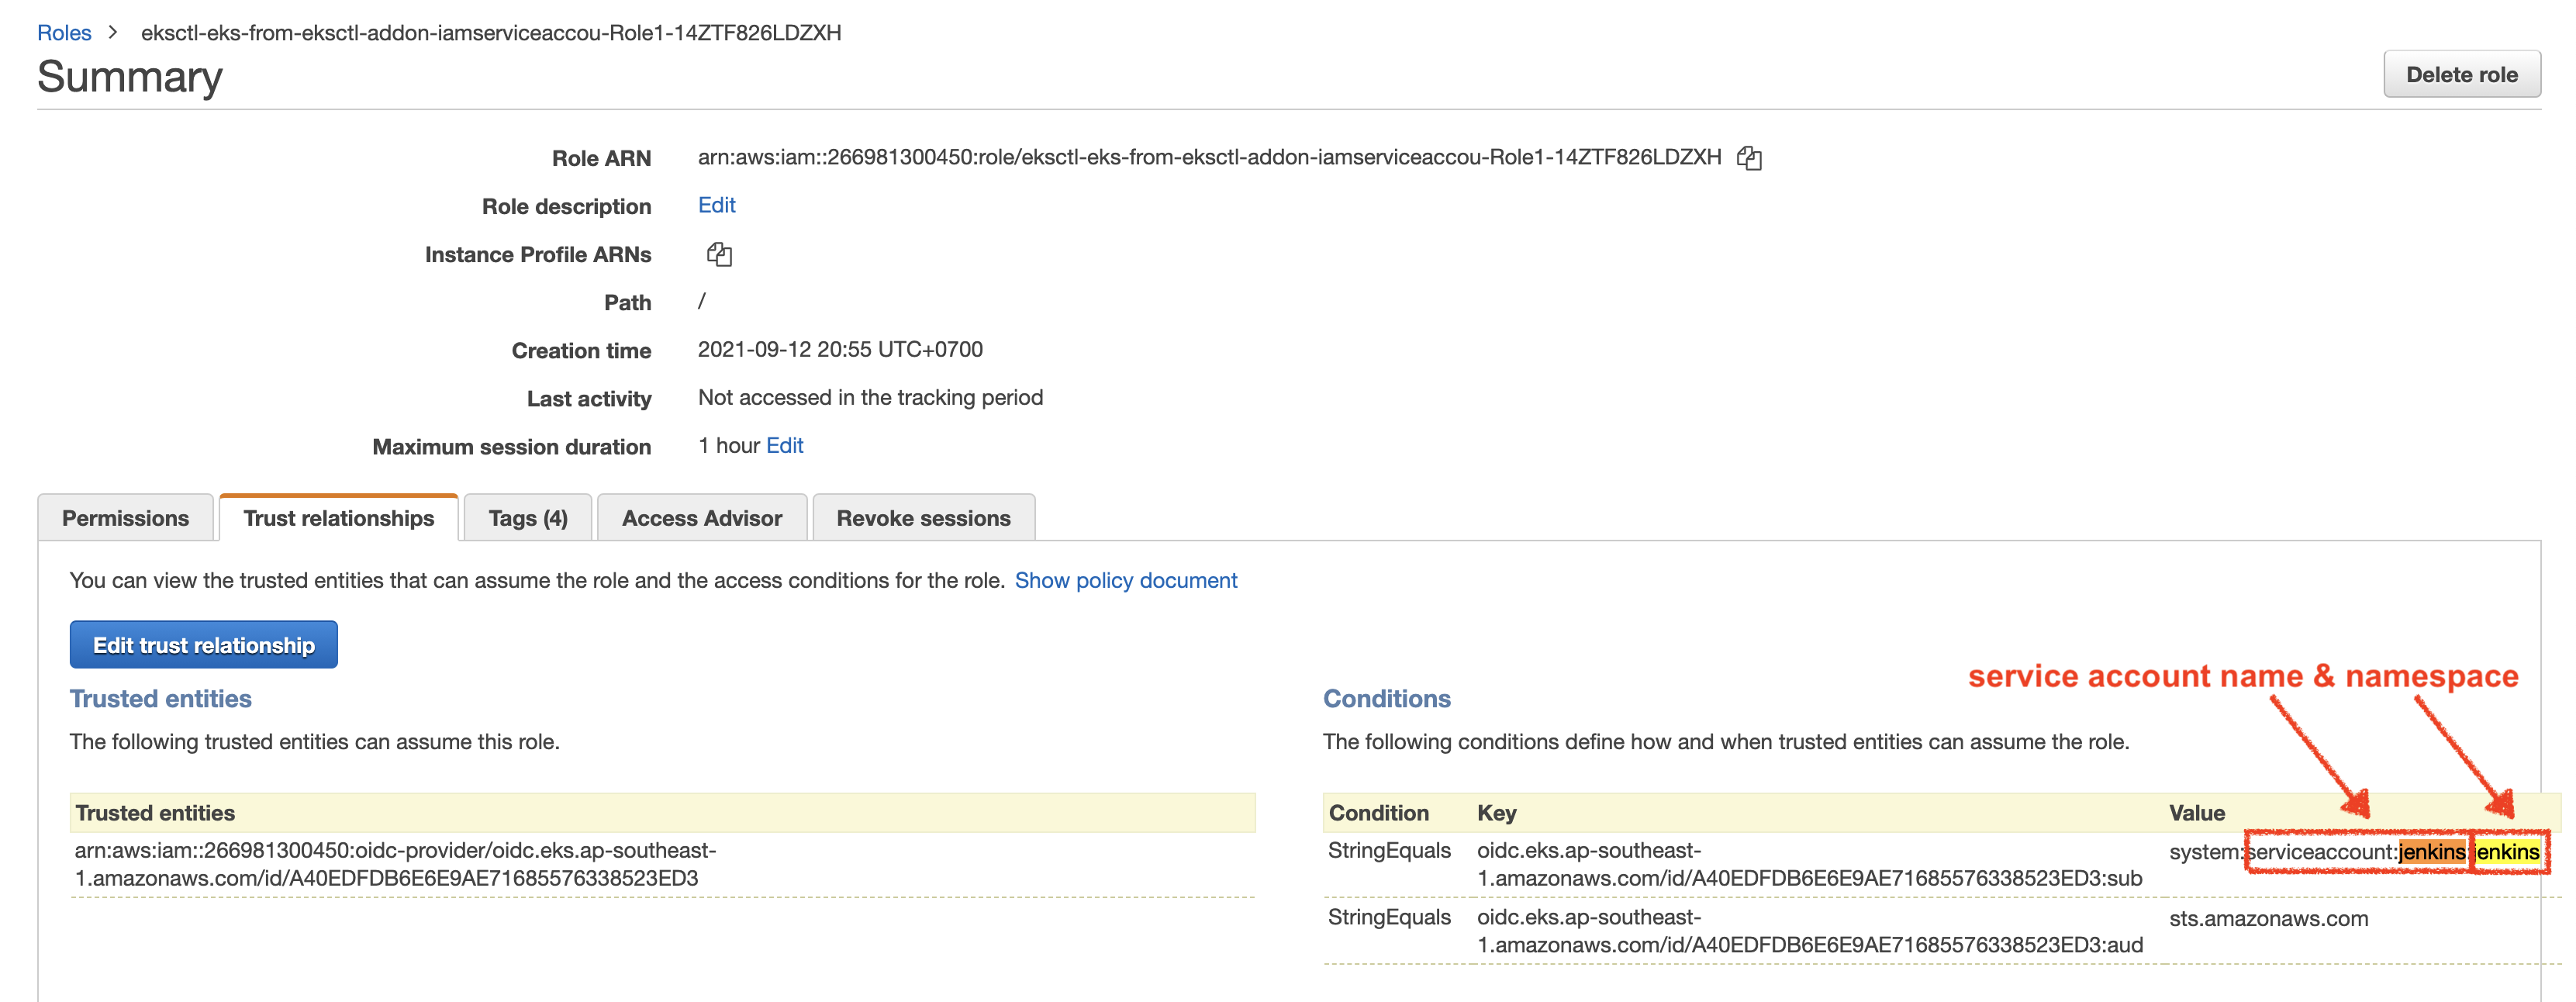 Roles > eksctl-eks-from-eksctl-addon-iamserviceaccou-Role1-14ZTF826LDZXH
Summary
Delete role
Role ARN arn:aws:iam::266981300450:role/eksctl-eks-from-eksctl-addon-iamserviceaccou-Role1-14ZTF826LDZXH
Role description Edit
Instance Profile ARNs
Path /
Creation time 2021-09-12 20:55 UTC+0700
Last activity Not accessed in the tracking period
Maximum session duration 1 hour Edit
Permissions Trust relationships Tags (4) Access Advisor Revoke sessions
You can view the trusted entities that can assume the role and the access conditions for the role. Show policy document
Edit trust relationship
service account name & namespace
Trusted entities
The following trusted entities can assume this role.
Trusted entities
arn:aws:iam::266981300450:oidc-provider/oidc.eks.ap-southeast-
1.amazonaws.com/id/A40EDFDB6E6E9AE71685576338523ED3
Conditions
The following conditions define how and when trusted entities can assume the role.
Condition Key Value
StringEquals oidc.eks.ap-southeast- system:serviceaccount:jenkins:jenkins
1.amazonaws.com/id/A40EDFDB6E6E9AE71685576338523ED3:sub
StringEquals oidc.eks.ap-southeast- sts.amazonaws.com
1.amazonaws.com/id/A40EDFDB6E6E9AE71685576338523ED3:aud